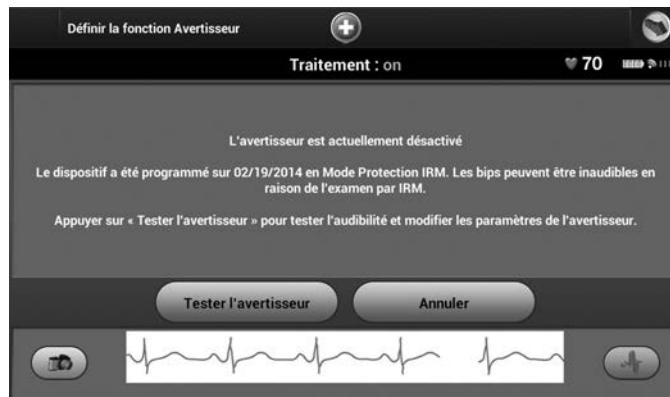 Définir la fonction Avertisseur
Traitement : on
70
L'avertisseur est actuellement désactivé
Le dispositif a été programmé sur 02/19/2014 en Mode Protection IRM. Les bips peuvent être inaudibles en
raison de l'examen par IRM.
Appuyer sur « Tester l'avertisseur » pour tester l'audibilité et modifier les paramètres de l'avertisseur.
Tester l'avertisseur
Annuler